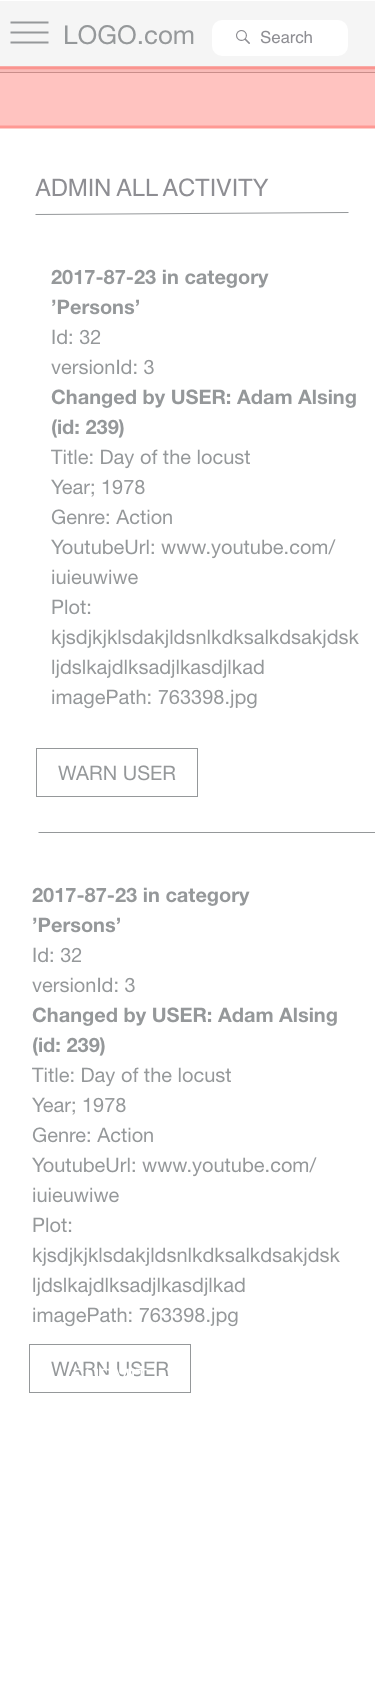 LOGO.com
Search
ADMIN ALL ACTIVITY
2017-87-23 in category
’Persons’
Id: 32
versionId: 3
Changed by USER: Adam Alsing
(id: 239)
Title: Day of the locust
Year; 1978
Genre: Action
YoutubeUrl: www.youtube.com/
iuieuwiwe
Plot:
kjsdjkjklsdakjldsnlkdksalkdsakjdsk
ljdslkajdlksadjlkasdjlkad
imagePath: 763398.jpg
WARN USER
2017-87-23 in category
’Persons’
Id: 32
versionId: 3
Changed by USER: Adam Alsing
(id: 239)
Title: Day of the locust
Year; 1978
Genre: Action
YoutubeUrl: www.youtube.com/
iuieuwiwe
Plot:
kjsdjkjklsdakjldsnlkdksalkdsakjdsk
ljdslkajdlksadjlkasdjlkad
imagePath: 763398.jpg
WARN USER